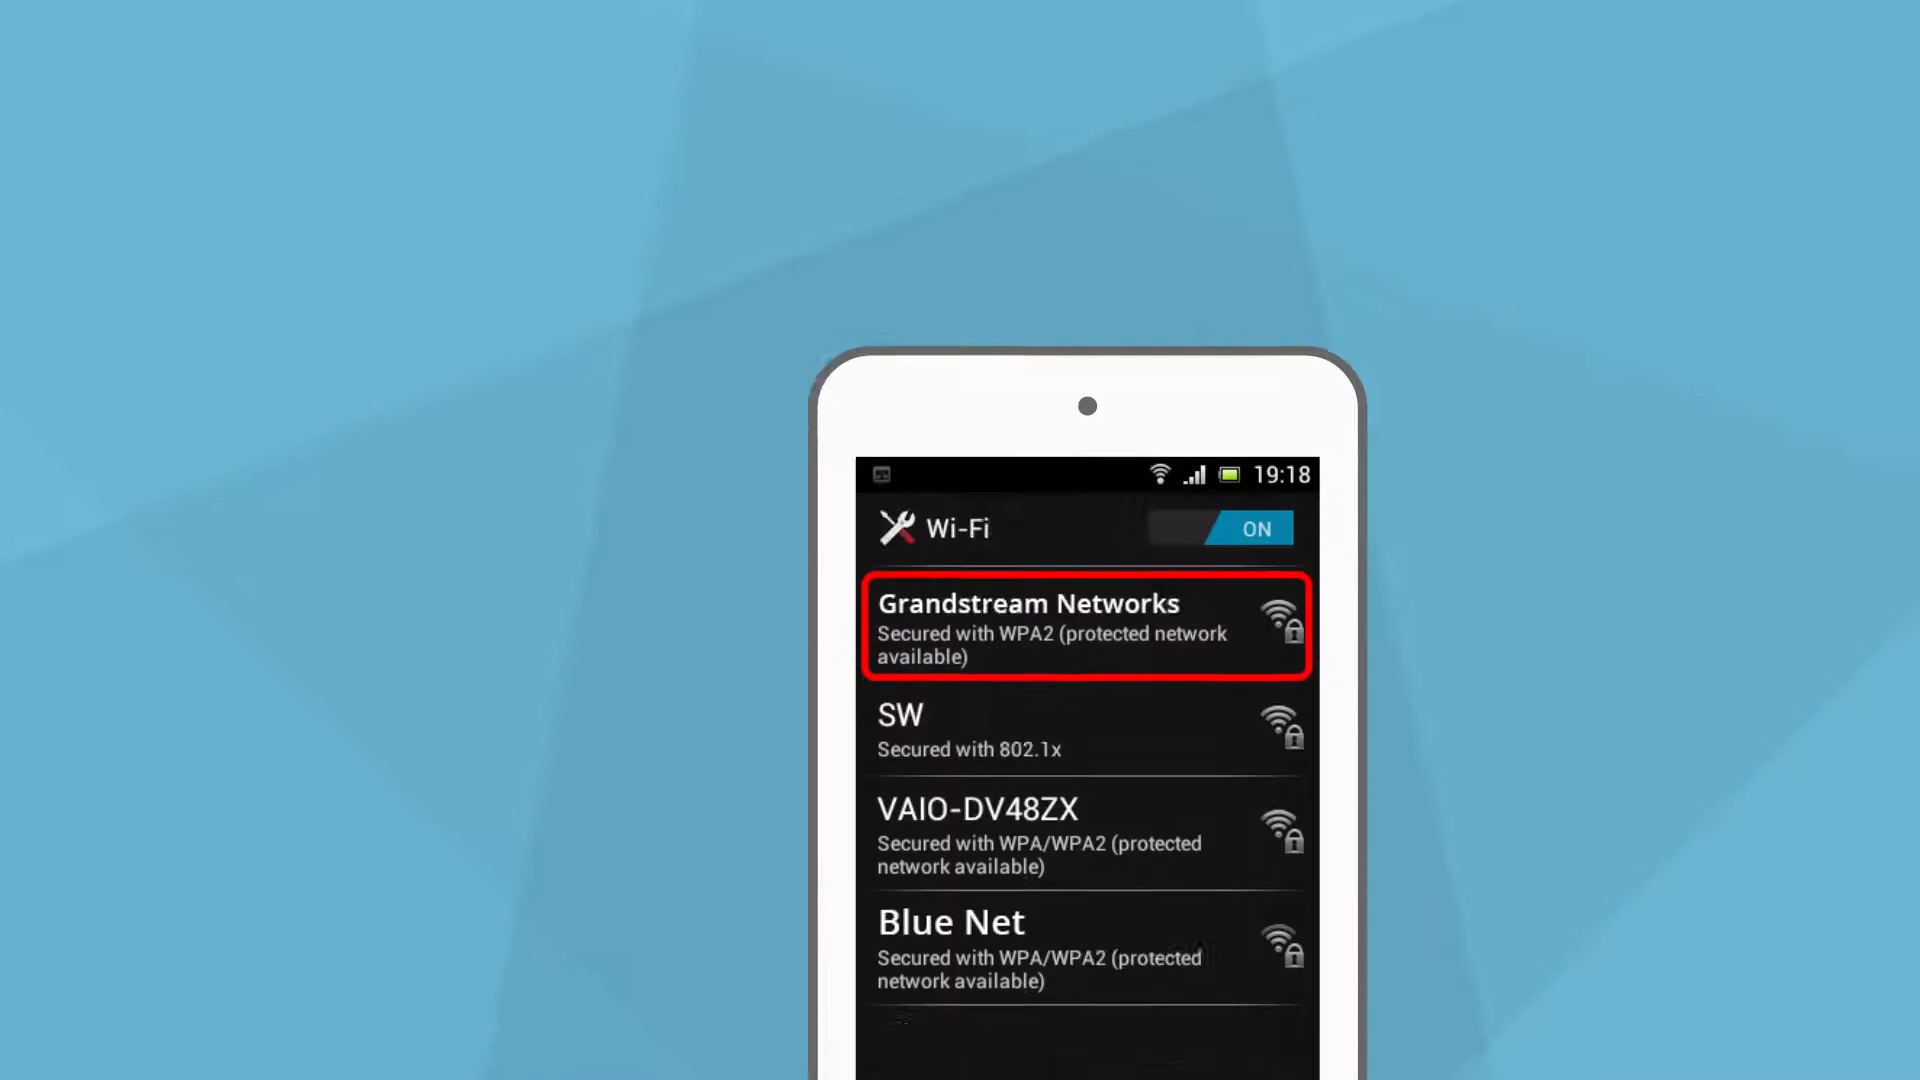 19:18
Wi-Fi
ON
Grandstream Networks
Secured with WPA2 (protected network
available)
SW
Secured with 802.1x
VAIO-DV48ZX
Secured with WPA/WPA2 (protected
network available)
Blue Net
Secured with WPA/WPA2 (protected
network available)